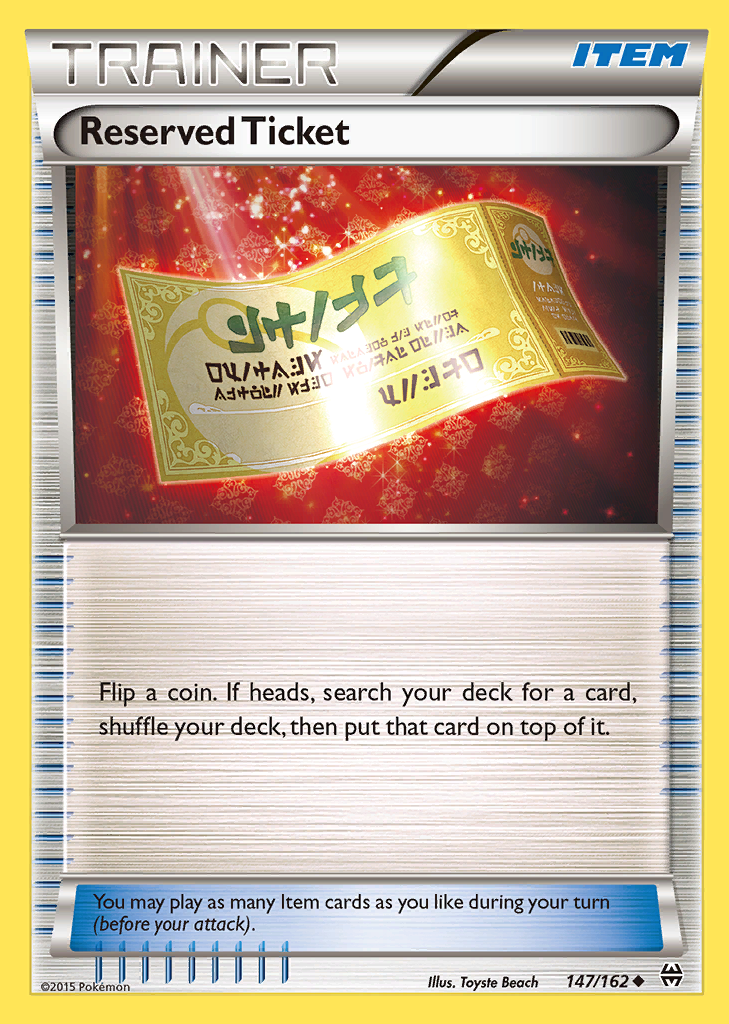 TRAINER
ITEM
Reserved Ticket
Flip a coin. If heads, search your deck for a card,
shuffle your deck, then put that card on top of it.
You may play as many Item cards as you like during your turn
(before your attack).
©2015 Pokémon
Illus. Toyste Beach
147/162